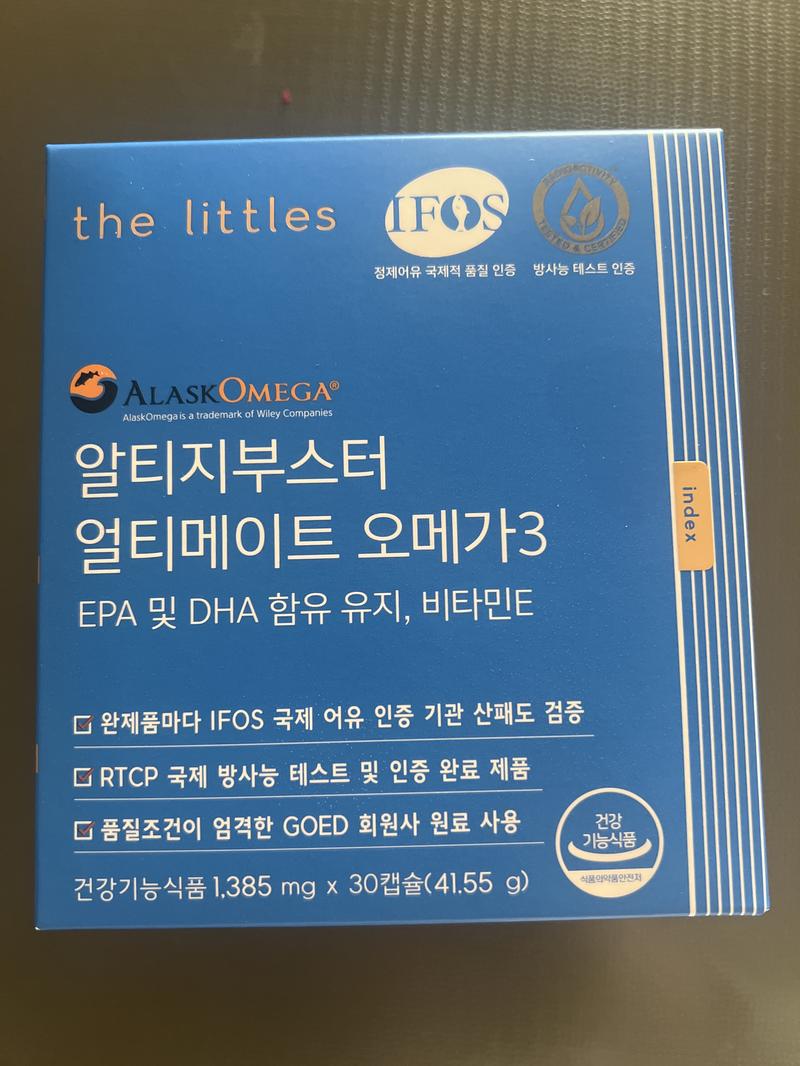 the littles
IFOS
RADIOACTIVITY
TESTED & CERTIFIED
정제어유 국제적 품질 인증
방사능 테스트 인증
ALASKOMEGA®
AlaskOmega is a trademark of Wiley Companies
알티지부스터
얼티메이트 오메가3
EPA 및 DHA 함유 유지, 비타민E
index
완제품마다 IFOS 국제 어유 인증 기관 산패도 검증
RTCP 국제 방사능 테스트 및 인증 완료 제품
품질조건이 엄격한 GOED 회원사 원료 사용
건강기능식품 1,385 mg x 30캡슐(41.55 g)
건강
기능식품
식품의약품안전처